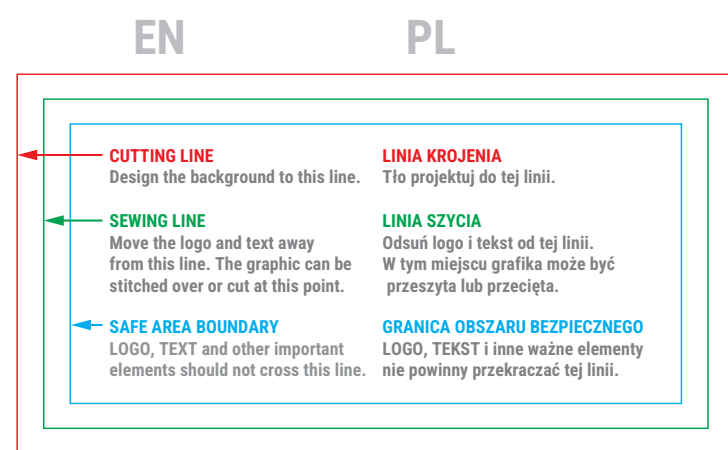 EN
PL
CUTTING LINE
Design the background to this line.
LINIA KROJENIA
Tło projektuj do tej linii.
SEWING LINE
Move the logo and text away
from this line. The graphic can be
stitched over or cut at this point.
LINIA SZYCIA
Odsuń logo i tekst od tej linii.
W tym miejscu grafika może być
przeszyta lub przecięta.
SAFE AREA BOUNDARY
LOGO, TEXT and other important
elements should not cross this line.
GRANICA OBSZARU BEZPIECZNEGO
LOGO, TEKST i inne ważne elementy
nie powinny przekraczać tej linii.